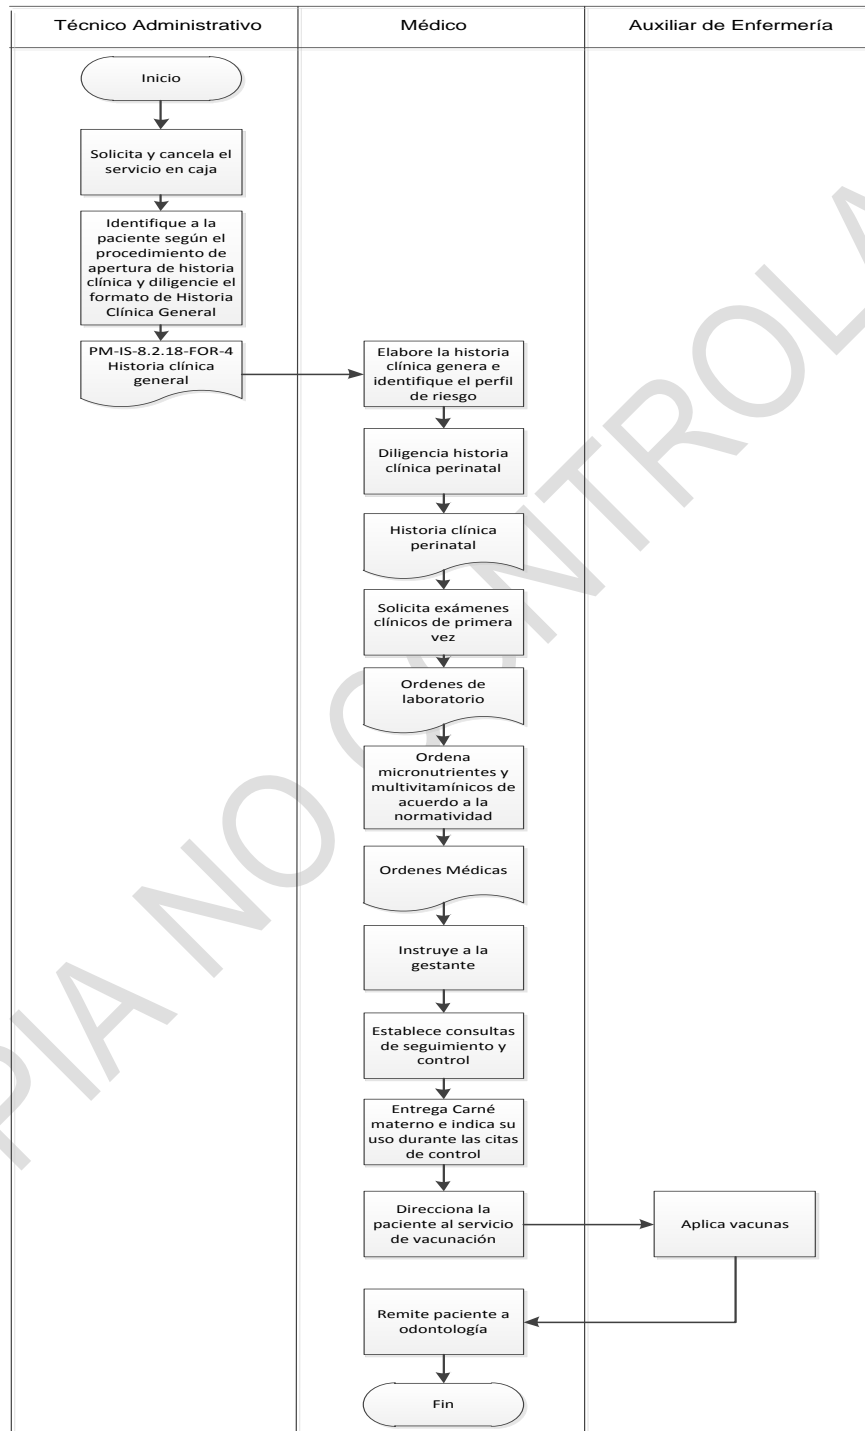 Técnico Administrativo
Médico
Auxiliar de Enfermería
Inicio
Solicita y cancela el
servicio en caja
Identifique a la
paciente según el
procedimiento de
apertura de historia
clínica y diligencie el
formato de Historia
Clínica General
PM-IS-8.2.18-FOR-4
Historia clínica
general
Elabore la historia
clínica genera e
identifique el perfil
de riesgo
Diligencia historia
clínica perinatal
Historia clínica
perinatal
Solicita exámenes
clínicos de primera
vez
Ordenes de
laboratorio
Ordena
micronutrientes y
multivitamínicos de
acuerdo a la
normatividad
Ordenes Médicas
Instruye a la
gestante
Establece consultas
de seguimiento y
control
Entrega Carné
materno e indica su
uso durante las citas
de control
Direcciona la
paciente al servicio
de vacunación
Aplica vacunas
Remite paciente a
odontología
Fin
PIA NO CONTROLA